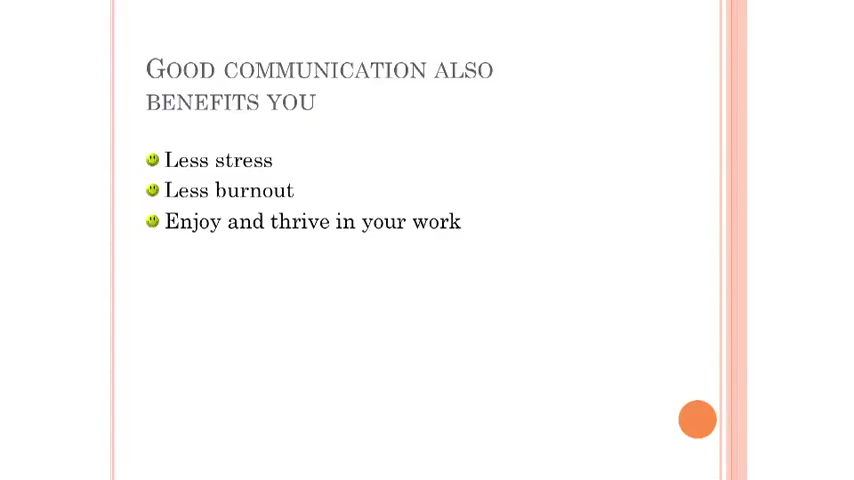 Good communication also
benefits you
Less stress
Less burnout
Enjoy and thrive in your work